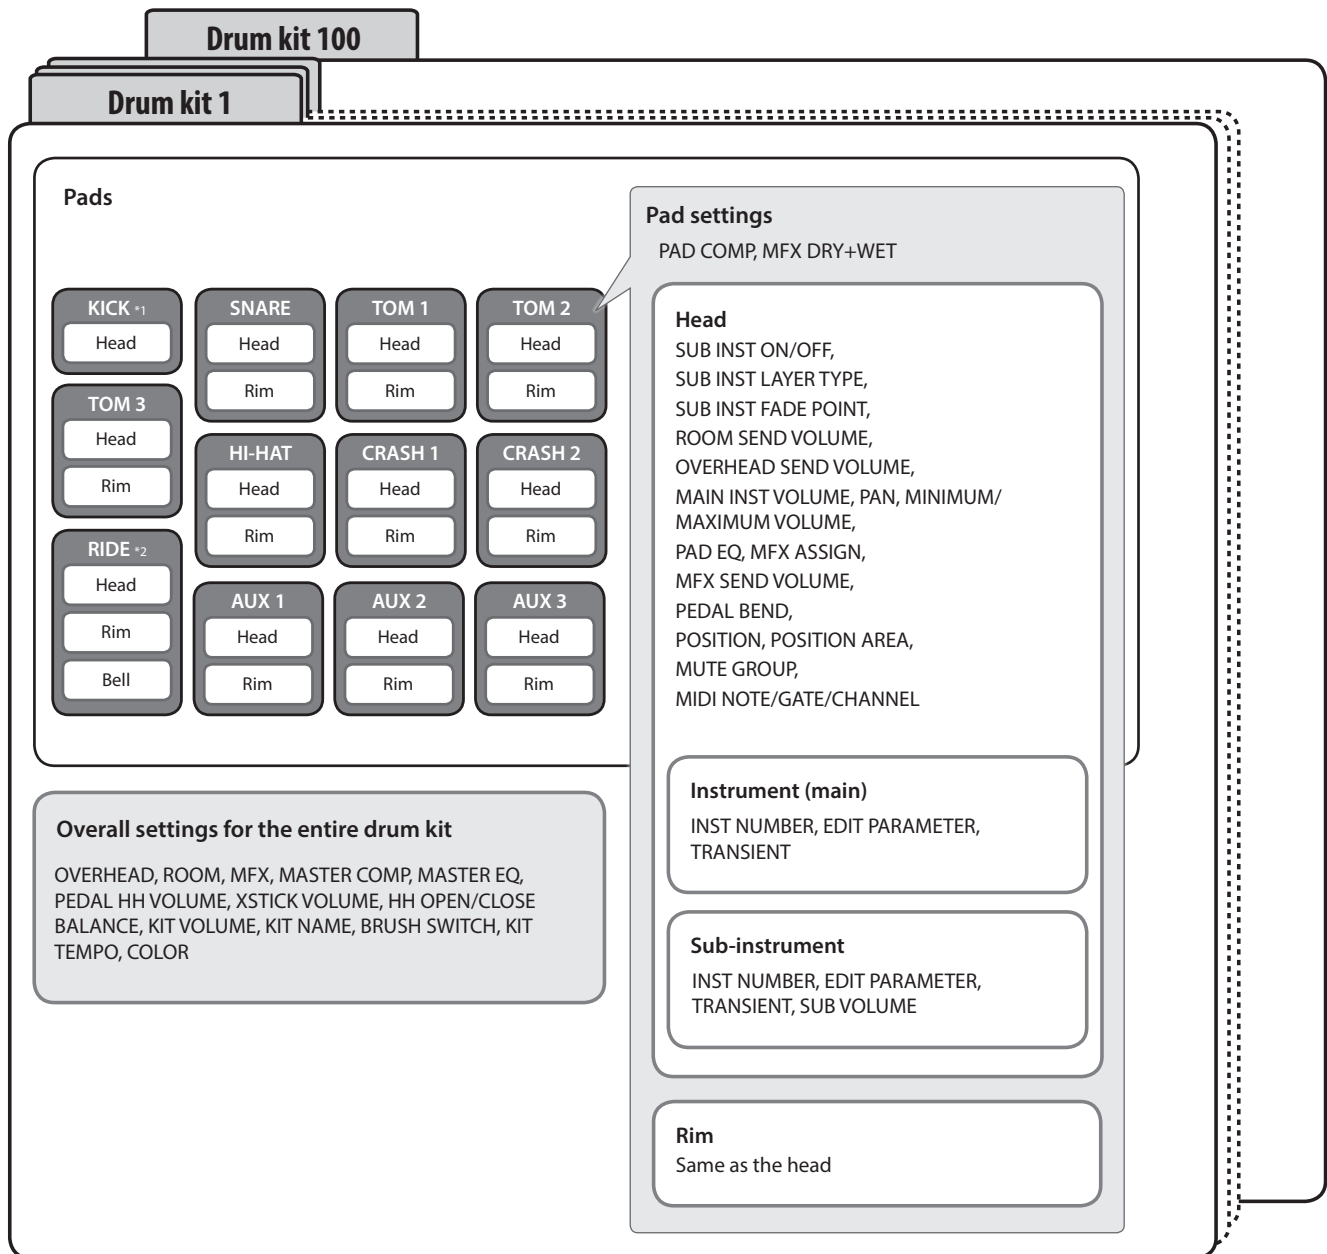 Drum kit 100
Drum kit 1
Pads
KICK *1
Head
SNARE
Head
Rim
TOM 1
Head
Rim
TOM 2
Head
Rim
TOM 3
Head
Rim
HI-HAT
Head
Rim
CRASH 1
Head
Rim
CRASH 2
Head
Rim
RIDE *2
Head
Rim
Bell
AUX 1
Head
Rim
AUX 2
Head
Rim
AUX 3
Head
Rim
Pad settings
PAD COMP, MFX DRY+WET
Head
SUB INST ON/OFF,
SUB INST LAYER TYPE,
SUB INST FADE POINT,
ROOM SEND VOLUME,
OVERHEAD SEND VOLUME,
MAIN INST VOLUME, PAN, MINIMUM/
MAXIMUM VOLUME,
PAD EQ, MFX ASSIGN,
MFX SEND VOLUME,
PEDAL BEND,
POSITION, POSITION AREA,
MUTE GROUP,
MIDI NOTE/GATE/CHANNEL
Instrument (main)
INST NUMBER, EDIT PARAMETER,
TRANSIENT
Sub-instrument
INST NUMBER, EDIT PARAMETER,
TRANSIENT, SUB VOLUME
Rim
Same as the head
Overall settings for the entire drum kit
OVERHEAD, ROOM, MFX, MASTER COMP, MASTER EQ,
PEDAL HH VOLUME, XSTICK VOLUME, HH OPEN/CLOSE
BALANCE, KIT VOLUME, KIT NAME, BRUSH SWITCH, KIT
TEMPO, COLOR